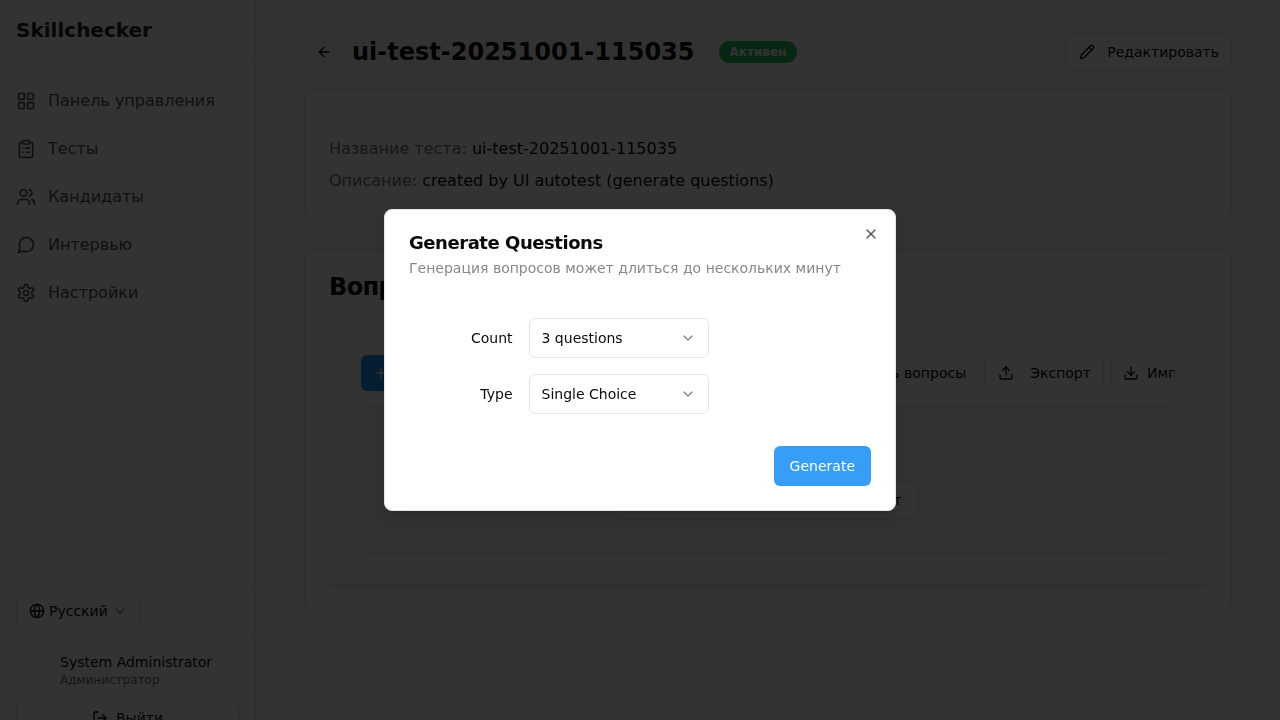 Skillchecker
Панель управления
Тесты
Кандидаты
Интервью
Настройки
Русский
System Administrator
Администратор
Выйти
ui-test-20251001-115035
Активен
Редактировать
Название теста: ui-test-20251001-115035
Описание: created by UI autotest (generate questions)
вопросы
Экспорт
Generate Questions
Генерация вопросов может длиться до нескольких минут
Count
3 questions
Type
Single Choice
Generate